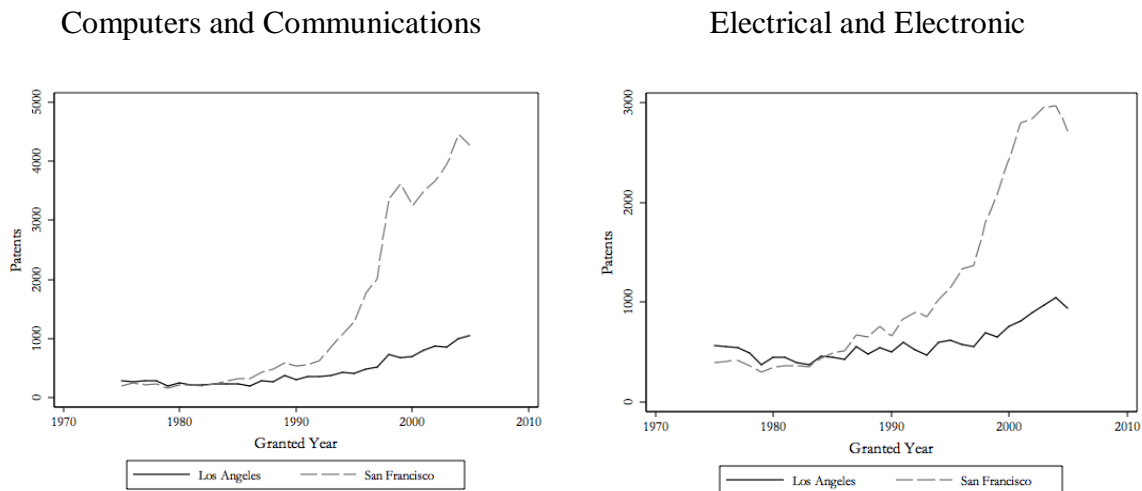 Computers and Communications
5000
4000
3000
2000
1000
0
Patents
1970 1980 1990 2000 2010
Granted Year
Los Angeles San Francisco
Electrical and Electronic
3000
2000
1000
0
Patents
1970 1980 1990 2000 2010
Granted Year
Los Angeles San Francisco